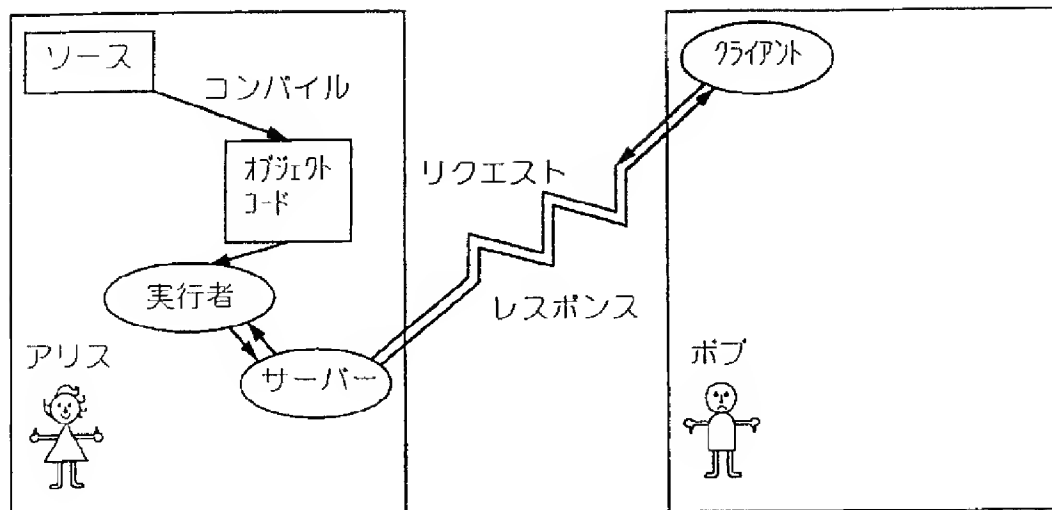 ソース
コンパイル
オブジェクト
コード
実行者
サーバー
アリス
リクエスト
レスポンス
クライアント
ボブ